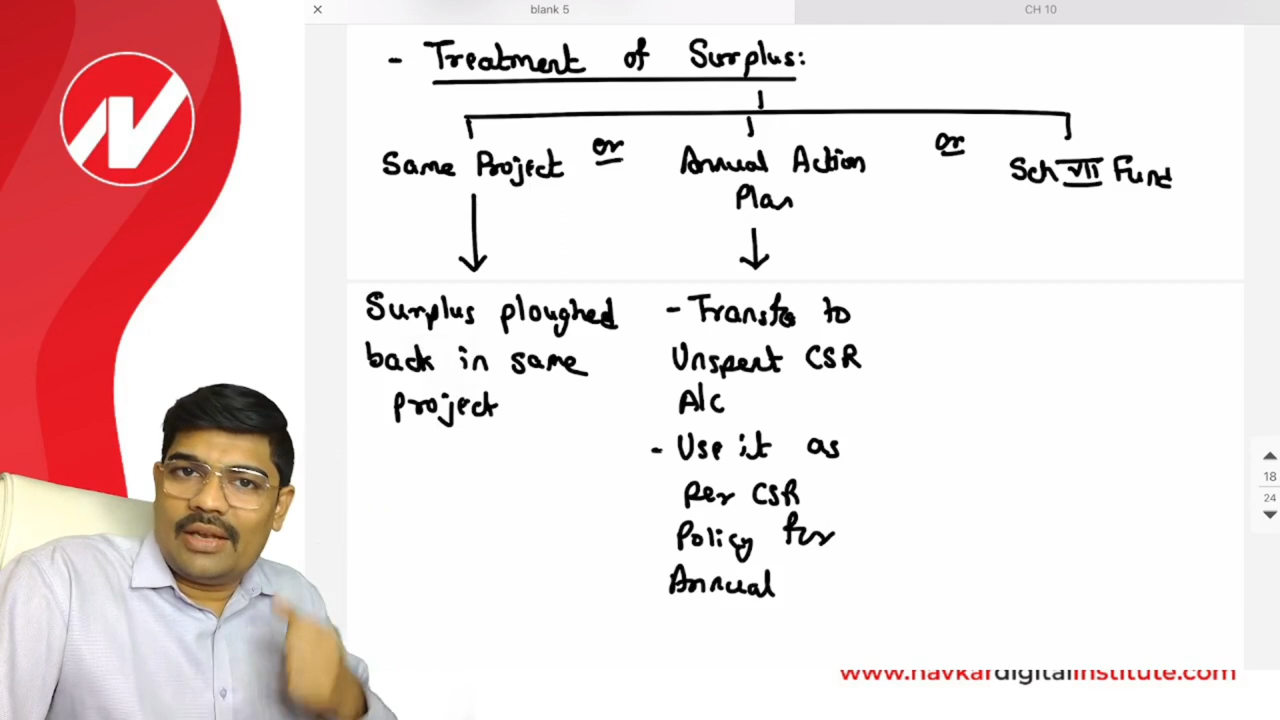 blank 5
CH 10
- Treatment of Surplus:
Same Project or Annual Action Plan or Sch VII Fund
Surplus ploughed
back in same
project
- Transfer to
Unspent CSR
A/c
- Use it as
per CSR
Policy for
Annual
18
24
www.navkardigitalinstitute.com